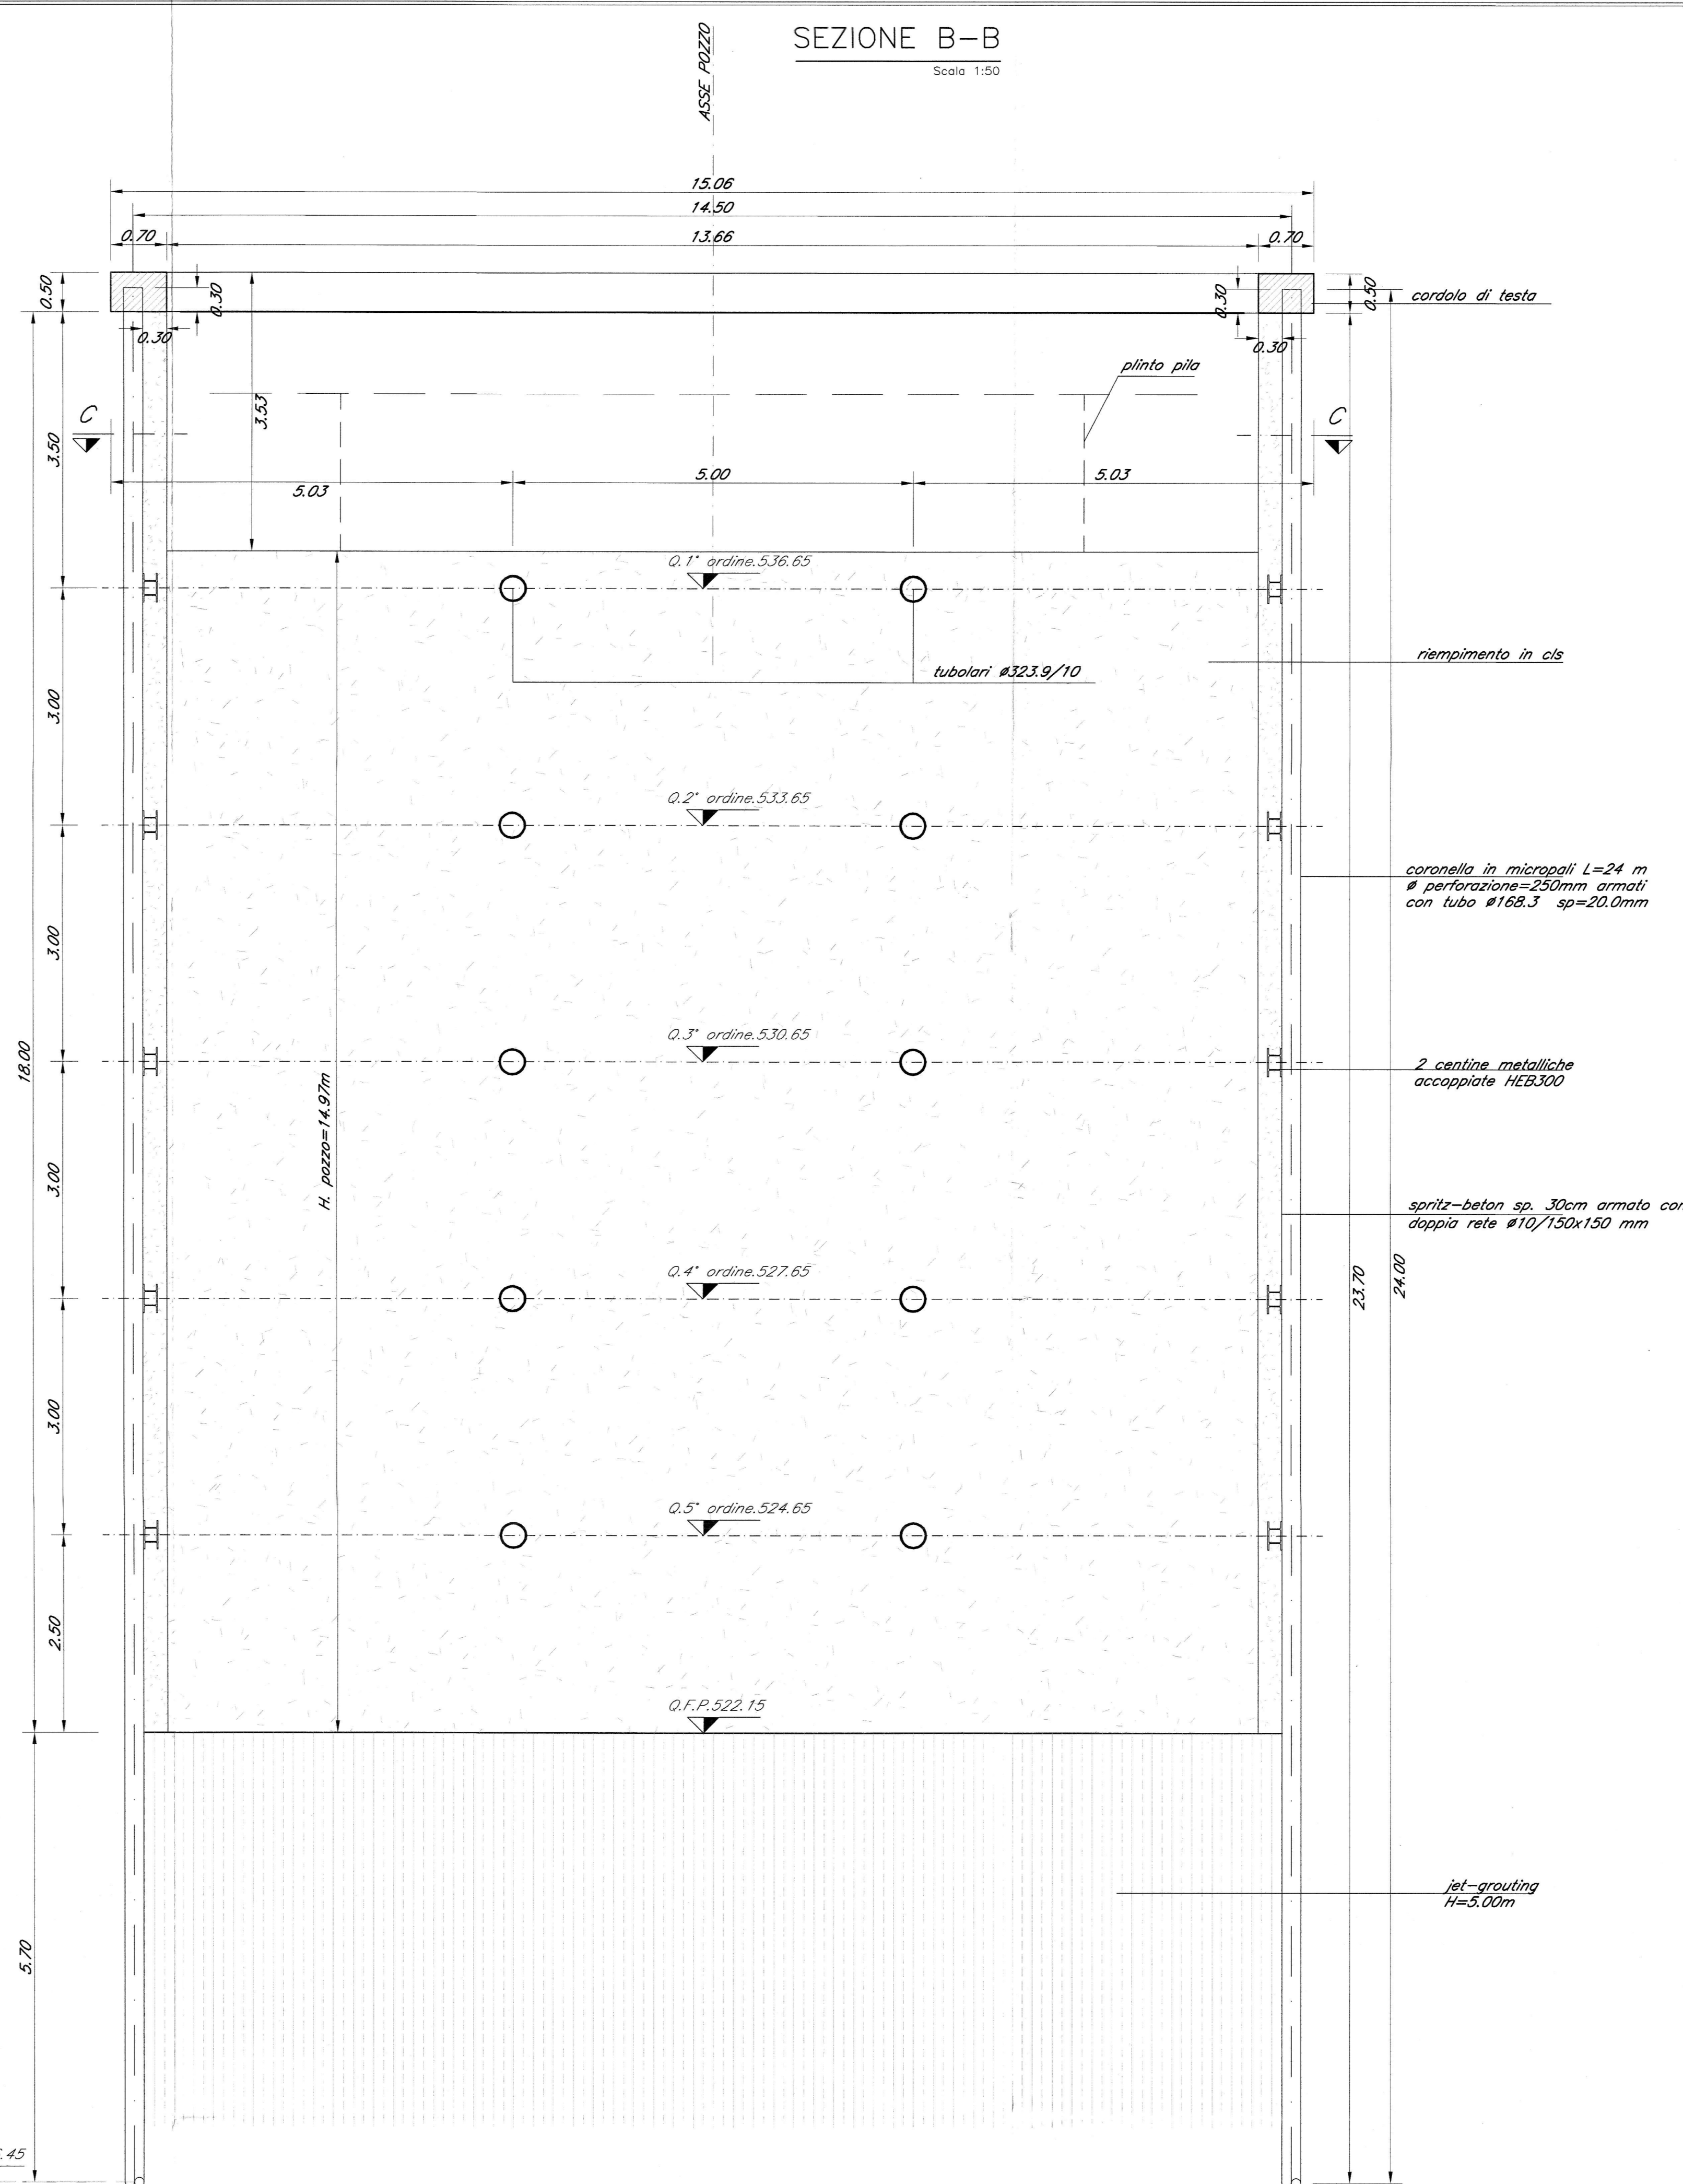 SEZIONE B-B
Scala 1:50
ASSE POZZO
15.06
14.50
0.70
13.66
0.70
0.50
0.30
0.30
0.50
cordolo di testa
0.30
0.30
plinto pila
3.53
C
C
3.50
5.03
5.00
5.03
Q.1° ordine.536.65
riempimento in cls
tubolari ø323.9/10
3.00
Q.2° ordine.533.65
coronella in micropali L=24 m
ø perforazione=250mm armati
con tubo ø168.3 sp=20.0mm
3.00
Q.3° ordine.530.65
18.00
2 centine metalliche
accoppiate HEB300
H. pozzo=14.97m
3.00
spritz-beton sp. 30cm armato con
doppia rete ø10/150x150 mm
Q.4° ordine.527.65
23.70
24.00
3.00
Q.5° ordine.524.65
2.50
Q.F.P.522.15
jet-grouting
H=5.00m
5.70
.45